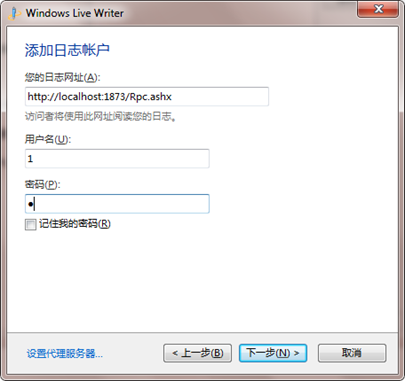 Windows Live Writer
添加日志帐户
您的日志网址(A):
http://localhost:1873/Rpc.ashx
访问者将使用此网址阅读您的日志。
用户名(U):
1
密码(P):
●
记住我的密码(R)
设置代理服务器... < 上一步(B) 下一步(N) > 取消